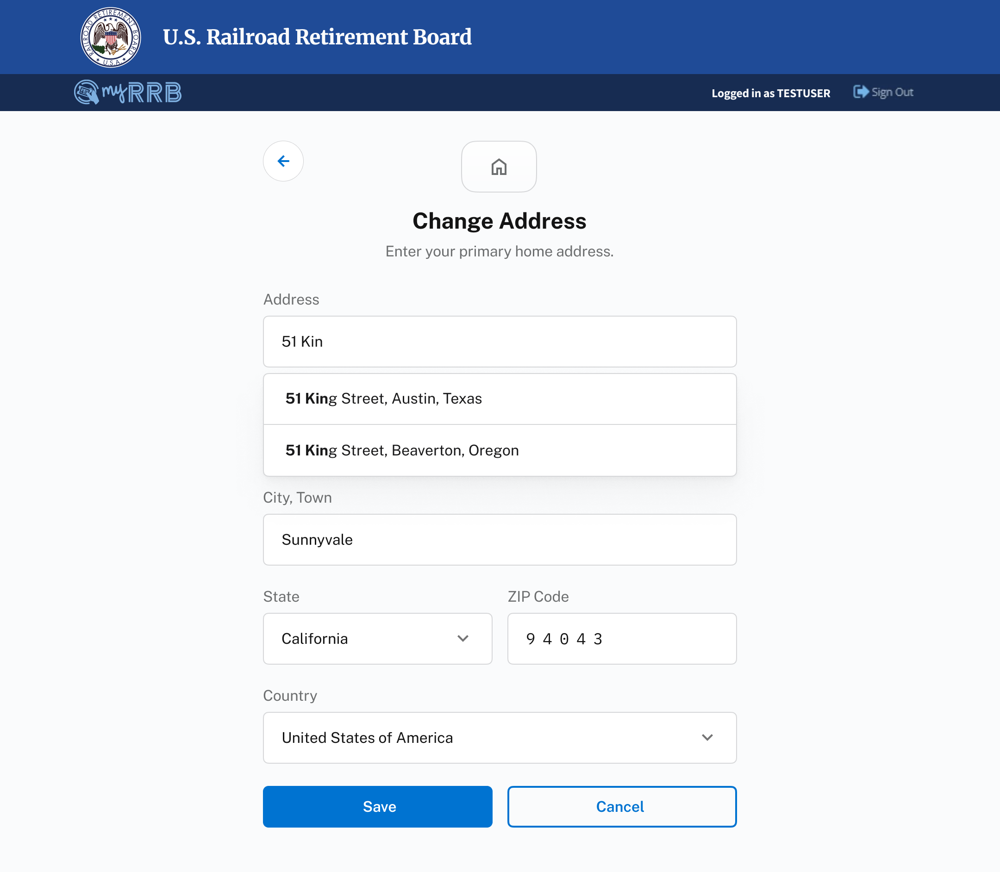 RAILROAD RETIREMENT BOARD
U.S.A.
U.S. Railroad Retirement Board
myRRB
Logged in as TESTUSER
Sign Out
Change Address
Enter your primary home address.
Address
51 Kin
51 King Street, Austin, Texas
51 King Street, Beaverton, Oregon
City, Town
Sunnyvale
State
ZIP Code
California
9 4 0 4 3
Country
United States of America
Save
Cancel